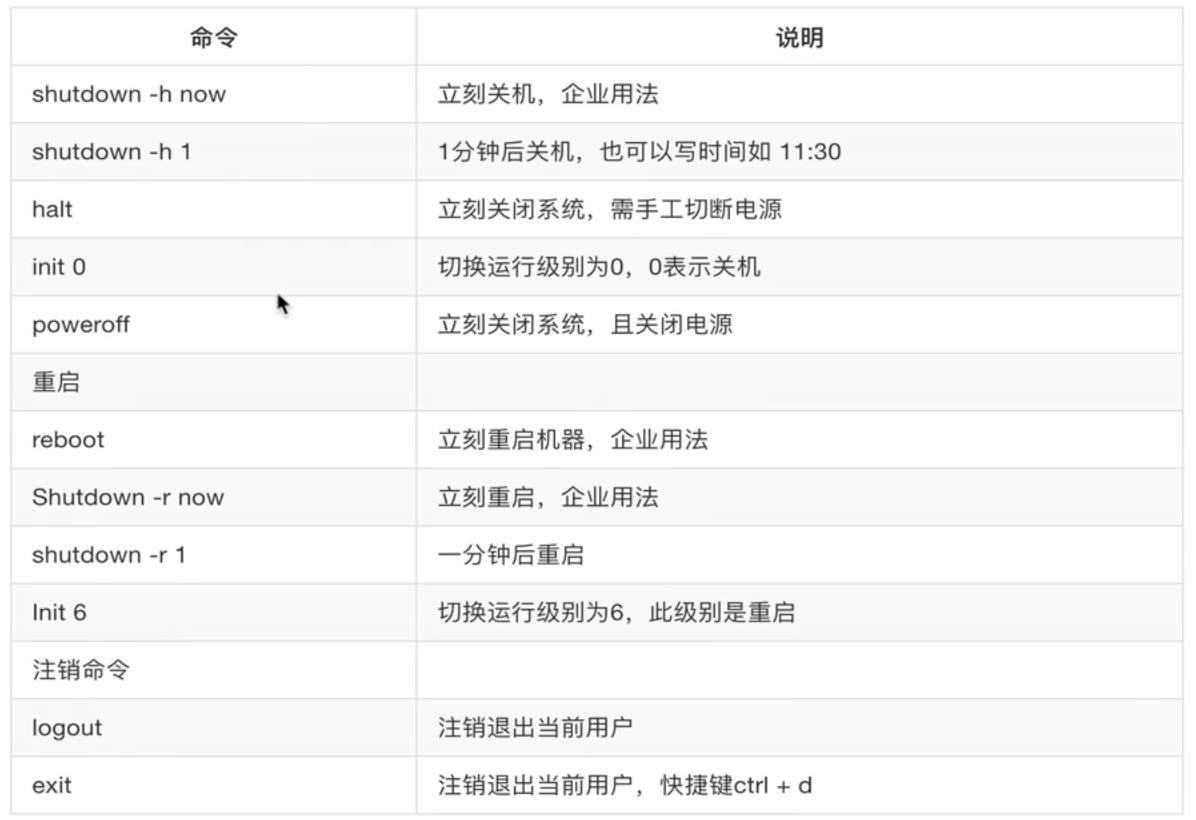 命令 说明
shutdown -h now 立刻关机，企业用法
shutdown -h 1 1分钟后关机，也可以写时间如 11:30
halt 立刻关闭系统，需手工切断电源
init 0 切换运行级别为0，0表示关机
poweroff 立刻关闭系统，且关闭电源
重启
reboot 立刻重启机器，企业用法
Shutdown -r now 立刻重启，企业用法
shutdown -r 1 一分钟后重启
Init 6 切换运行级别为6，此级别是重启
注销命令
logout 注销退出当前用户
exit 注销退出当前用户，快捷键ctrl + d